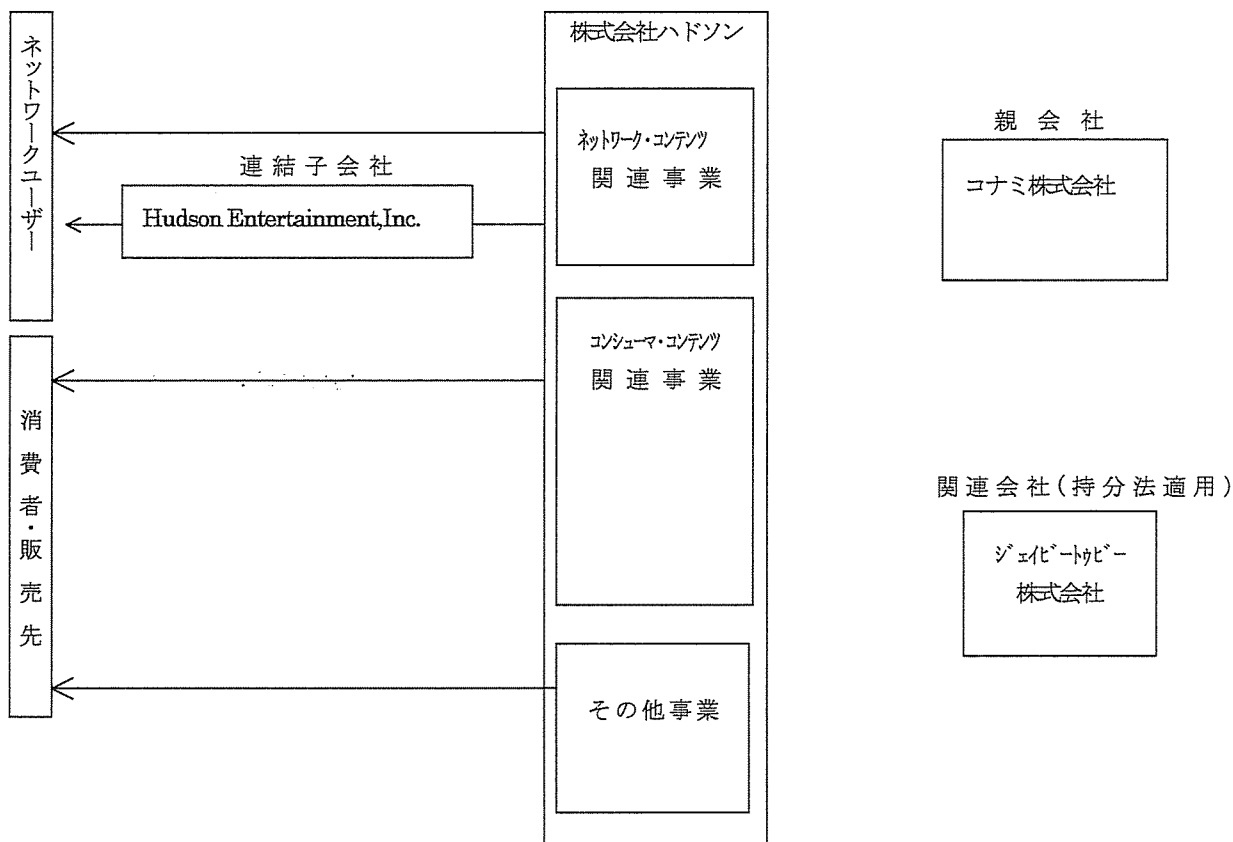 ネットワークユーザー
株式会社ハドソン
ネットワーク・コンテンツ
関連事業
連結子会社
Hudson Entertainment,Inc.
親会社
コナミ株式会社
コンシューマ・コンテンツ
関連事業
消費者・販売先
関連会社(持分法適用)
ジェイビートゥビー
株式会社
その他事業